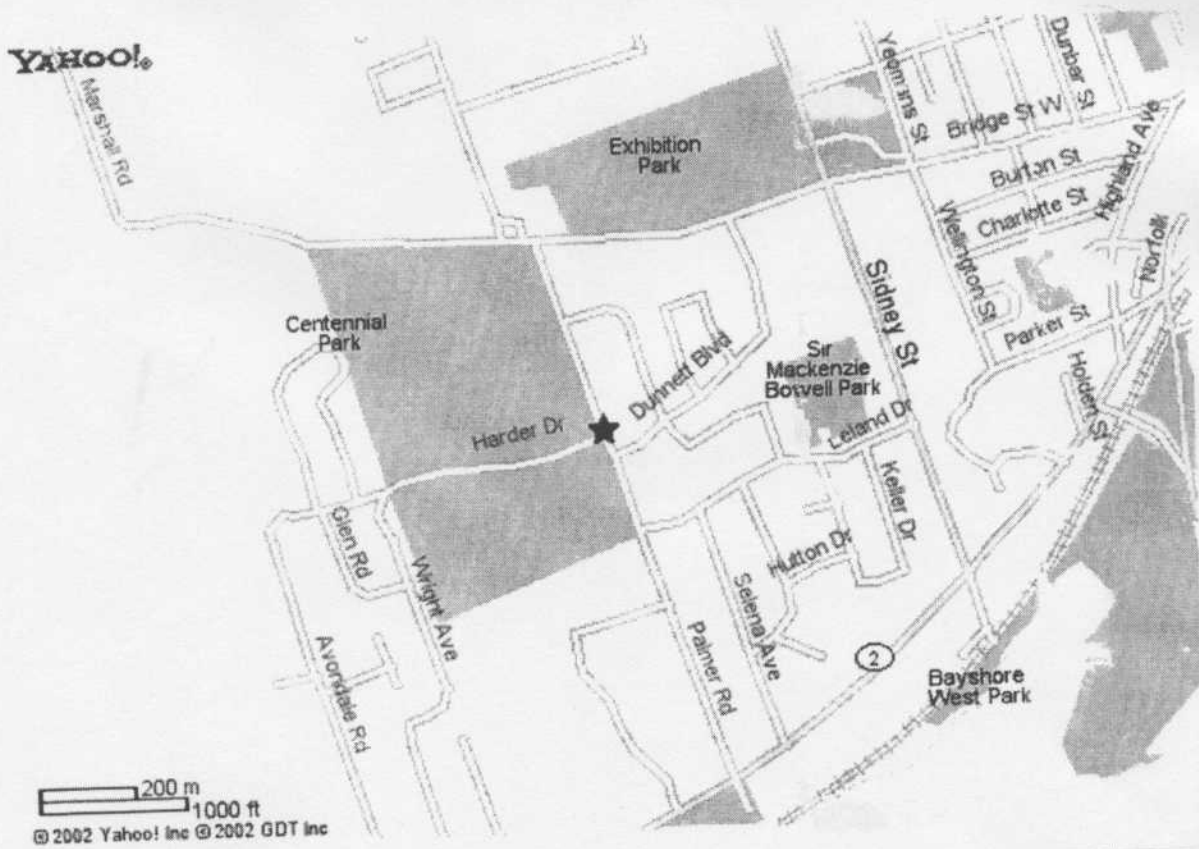 YAHOO!®
Marshall Rd
Yeomans St
Dunbar St
Bridge St W
Exhibition
Park
Burton St
Highland Ave
Charlotte St
Wellington St
Norfolk
Sidney St
Parker St
Centennial
Park
Dunnett Blvd
Sir
Mackenzie
Bowell Park
Holden St
Harder Dr
Leland Dr
Keller Dr
Glen Rd
Hutton Dr
Wright Ave
Selena Ave
Palmer Rd
Avondale Rd
2
Bayshore
West Park
200 m
1000 ft
© 2002 Yahoo! Inc © 2002 GDT Inc